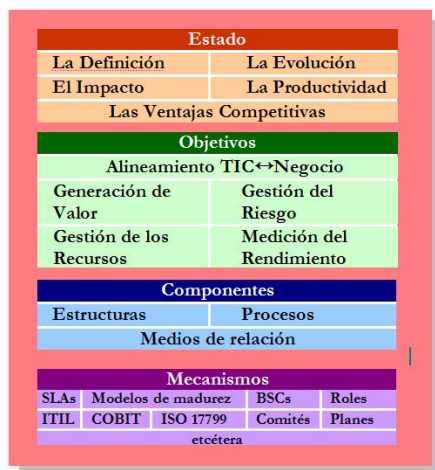 Estado
La Definición La Evolución
El Impacto La Productividad
Las Ventajas Competitivas
Objetivos
Alineamiento TIC↔Negocio
Generación de Valor Gestión del Riesgo
Gestión de los Recursos Medición del Rendimiento
Componentes
Estructuras Procesos
Medios de relación
Mecanismos
SLAs Modelos de madurez BSCs Roles
ITIL COBIT ISO 17799 Comités Planes
etcétera